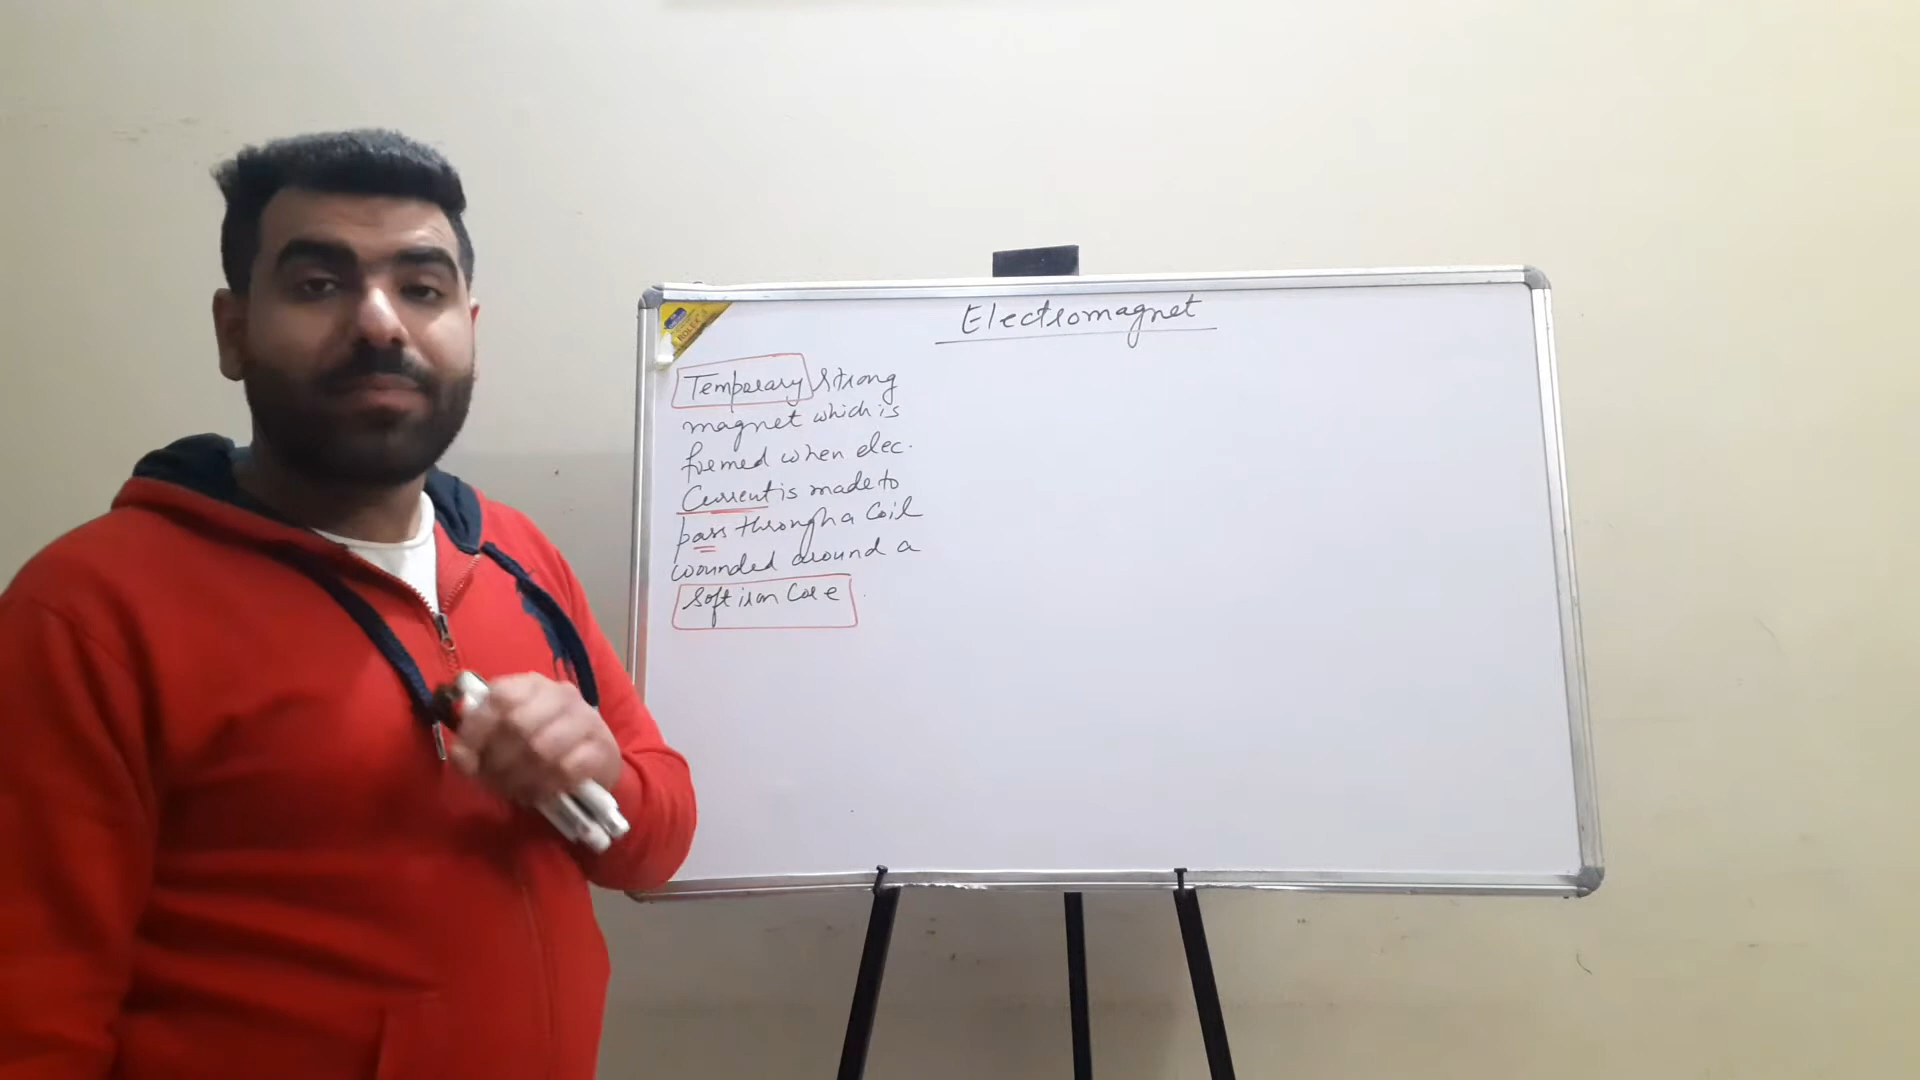 Electromagnet
Temporary strong
magnet which is
formed when elec.
Current is made to
pass through a Coil
wounded around a
Soft iron Core